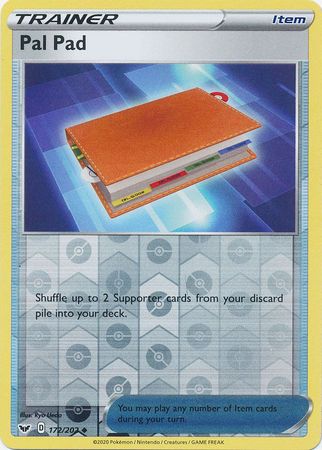 TRAINER Item
Pal Pad
Shuffle up to 2 Supporter cards from your discard
pile into your deck.
Illus. Ryo Ueda
D 172/202 ◆
You may play any number of Item cards
during your turn.
©2020 Pokémon / Nintendo / Creatures / GAME FREAK